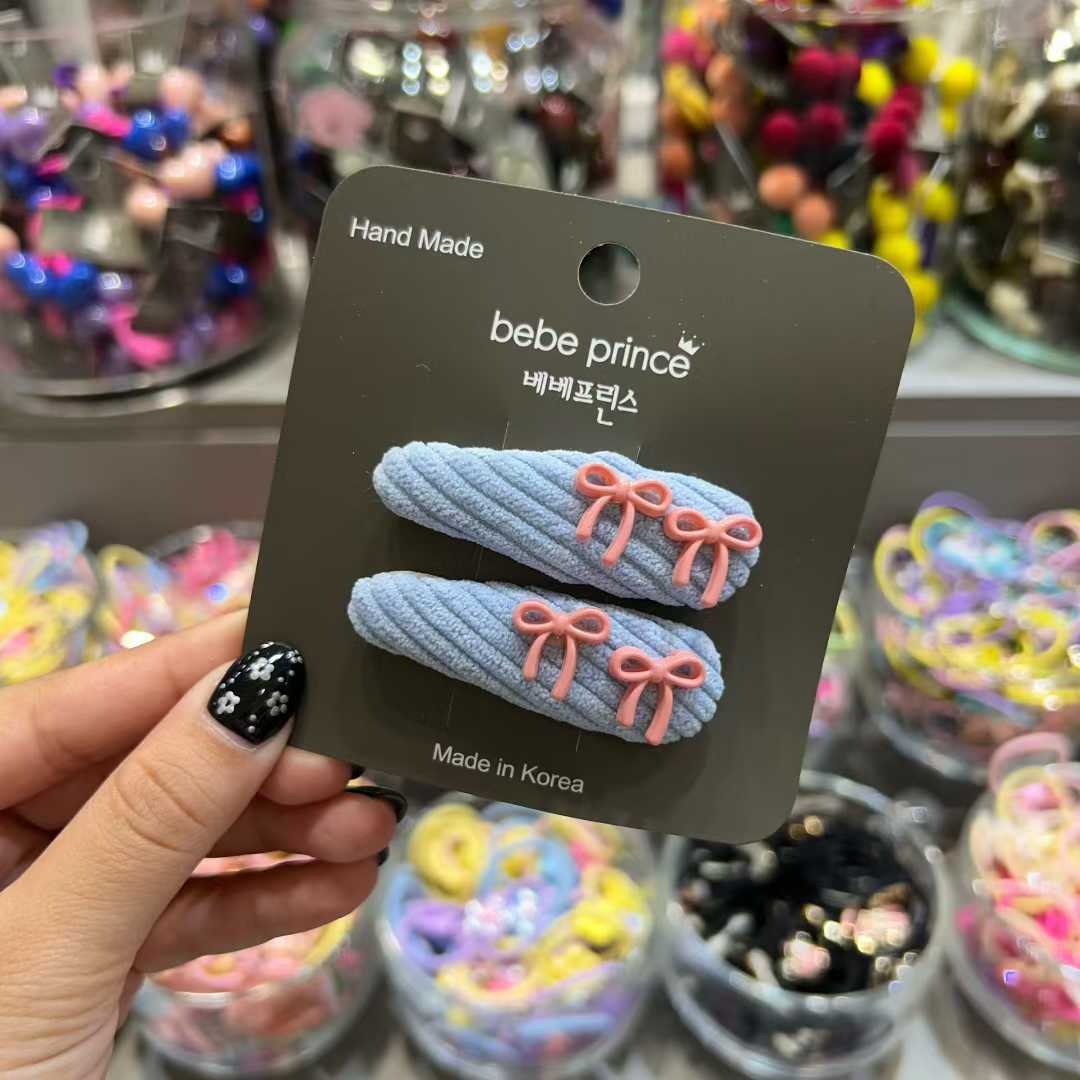 Hand Made
bebe prince
베베프린스
Made in Korea